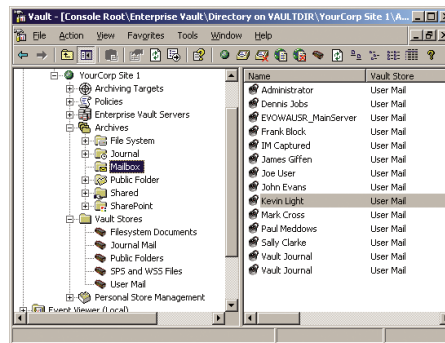 Vault - [Console Root\Enterprise Vault\Directory on VAULTDIR\YourCorp Site 1\A...
File Action View Favorites Tools Window Help
YourCorp Site 1
Archiving Targets
Policies
Enterprise Vault Servers
Archives
File System
Journal
Mailbox
Public Folder
Shared
SharePoint
Vault Stores
Filesystem Documents
Journal Mail
Public Folders
SPS and WSS Files
User Mail
Personal Store Management
Event Viewer (Local)
Name Vault Store
Administrator User Mail
Dennis Jobs User Mail
EVOWAUSR_MainServer User Mail
Frank Block User Mail
IM Captured User Mail
James Giffen User Mail
Joe User User Mail
John Evans User Mail
Kevin Light User Mail
Mark Cross User Mail
Paul Meddows User Mail
Sally Clarke User Mail
Vault Journal User Mail
Vault Journal User Mail